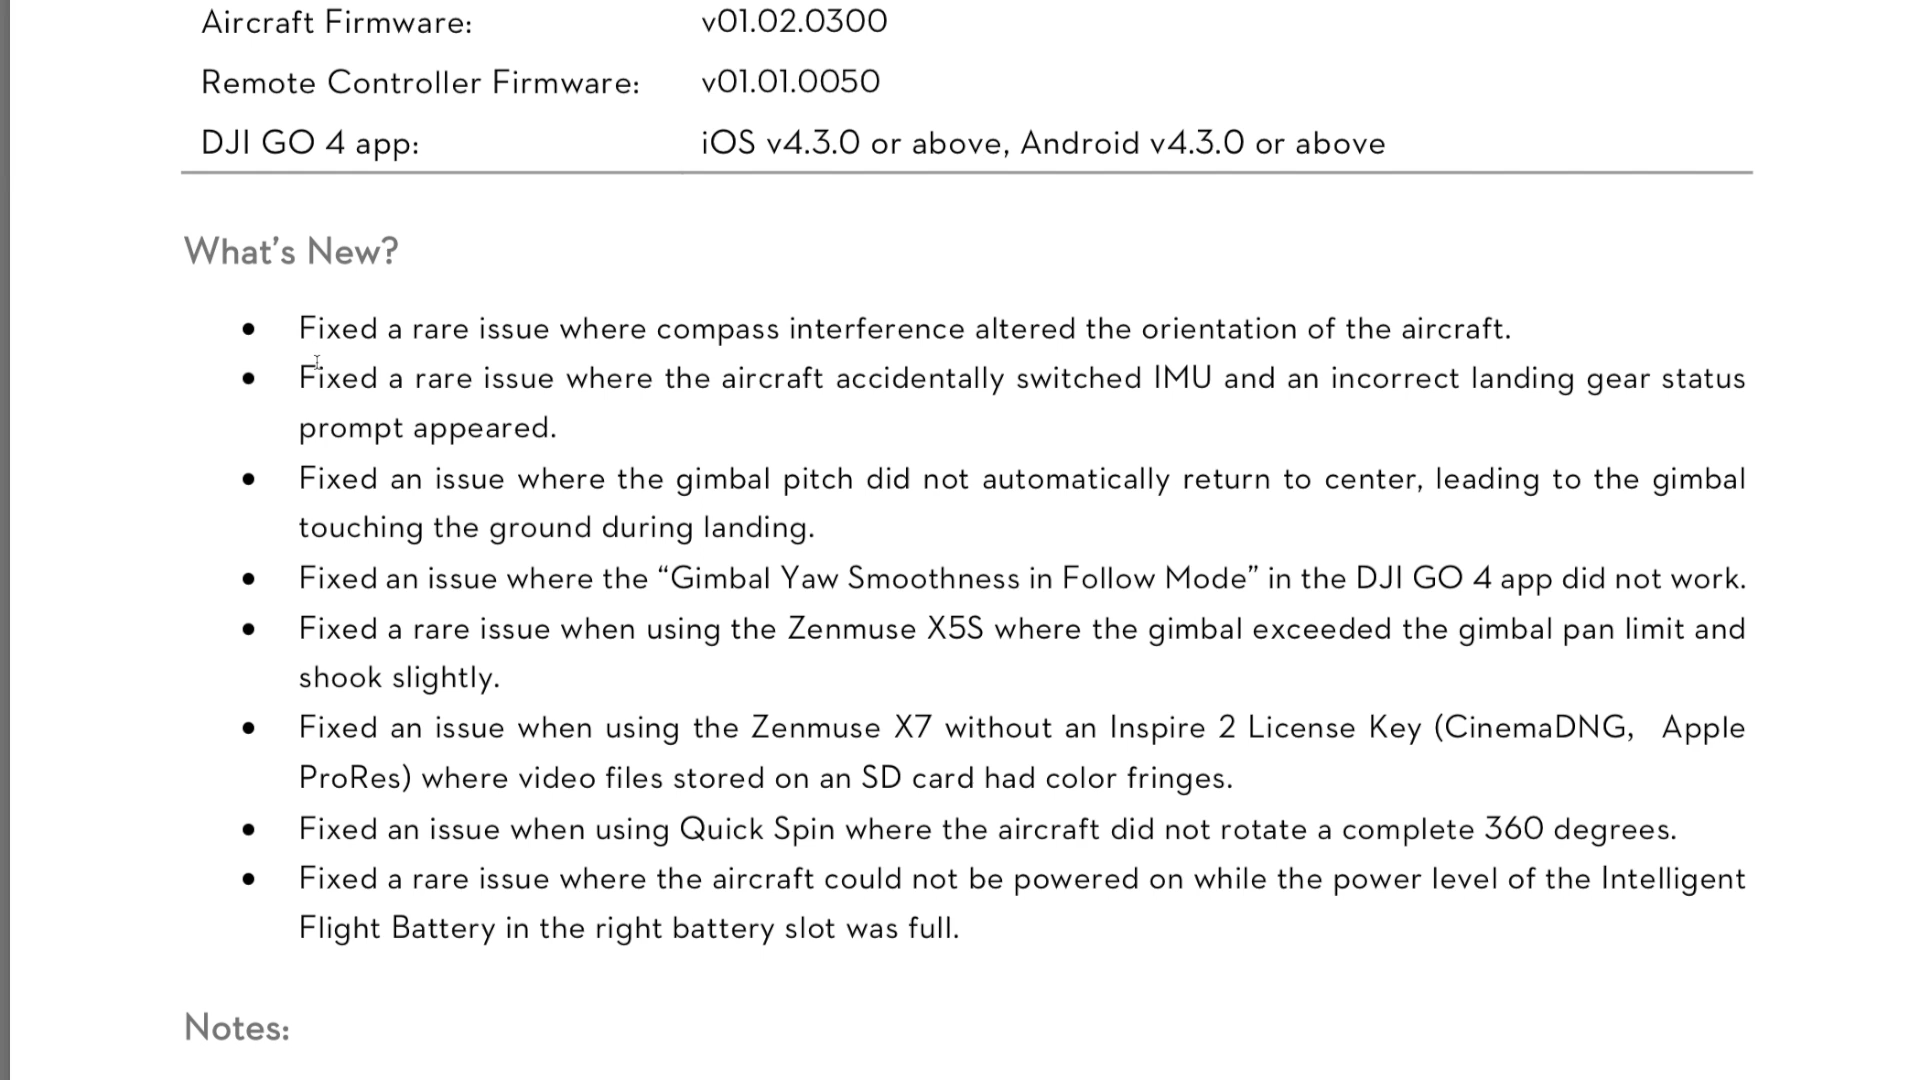 Aircraft Firmware: v01.02.0300
Remote Controller Firmware: v01.01.0050
DJI GO 4 app: iOS v4.3.0 or above, Android v4.3.0 or above
What’s New?
• Fixed a rare issue where compass interference altered the orientation of the aircraft.
• Fixed a rare issue where the aircraft accidentally switched IMU and an incorrect landing gear status
prompt appeared.
• Fixed an issue where the gimbal pitch did not automatically return to center, leading to the gimbal
touching the ground during landing.
• Fixed an issue where the “Gimbal Yaw Smoothness in Follow Mode” in the DJI GO 4 app did not work.
• Fixed a rare issue when using the Zenmuse X5S where the gimbal exceeded the gimbal pan limit and
shook slightly.
• Fixed an issue when using the Zenmuse X7 without an Inspire 2 License Key (CinemaDNG, Apple
ProRes) where video files stored on an SD card had color fringes.
• Fixed an issue when using Quick Spin where the aircraft did not rotate a complete 360 degrees.
• Fixed a rare issue where the aircraft could not be powered on while the power level of the Intelligent
Flight Battery in the right battery slot was full.
Notes: